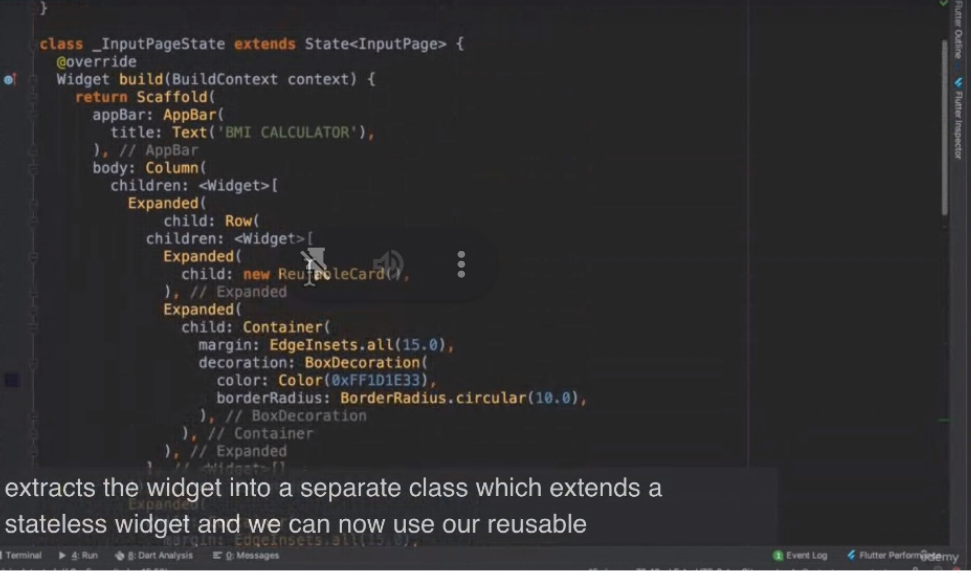 }
class _InputPageState extends State<InputPage> {
@override
Widget build(BuildContext context) {
return Scaffold(
appBar: AppBar(
title: Text('BMI CALCULATOR'),
), // AppBar
body: Column(
children: <Widget>[
Expanded(
child: Row(
children: <Widget>[
Expanded(
child: new ReusableCard(),
), // Expanded
Expanded(
child: Container(
margin: EdgeInsets.all(15.0),
decoration: BoxDecoration(
color: Color(0xFF1D1E33),
borderRadius: BorderRadius.circular(10.0),
), // BoxDecoration
), // Container
), // Expanded
], // <Widget>[]
Expanded(
margin: EdgeInsets.all(15.0),
extracts the widget into a separate class which extends a
stateless widget and we can now use our reusable
Terminal 4: Run Dart Analysis 0: Messages 1 Event Log Flutter Performance
udemy
Flutter Outline
Flutter Inspector